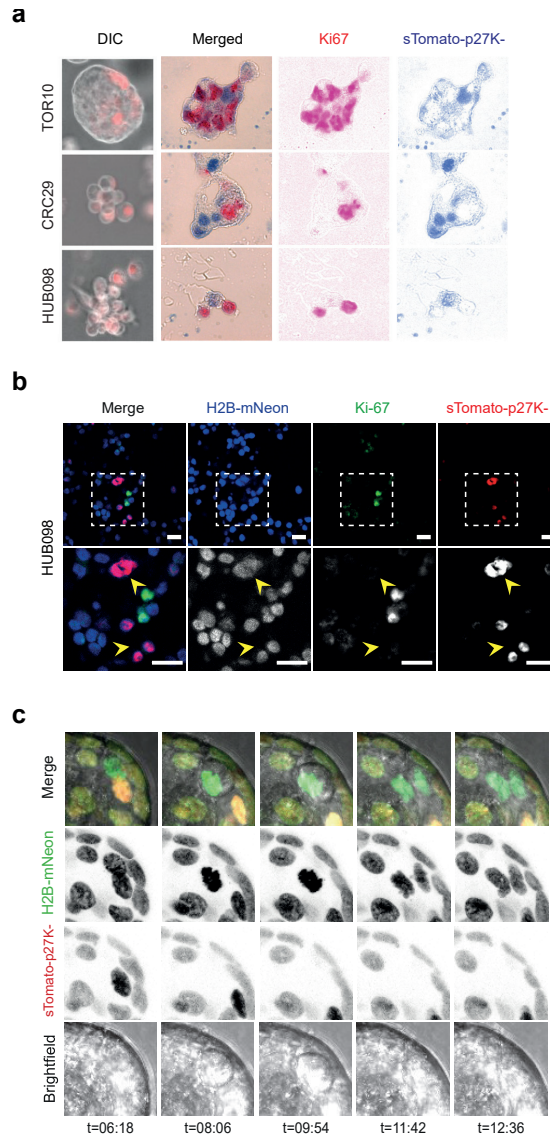 a
DIC Merged Ki67 sTomato-p27K-
TOR10
CRC29
HUB098
b
Merge H2B-mNeon Ki-67 sTomato-p27K-
HUB098
c
Merge
H2B-mNeon
sTomato-p27K-
Brightfield
t=06:18 t=08:06 t=09:54 t=11:42 t=12:36